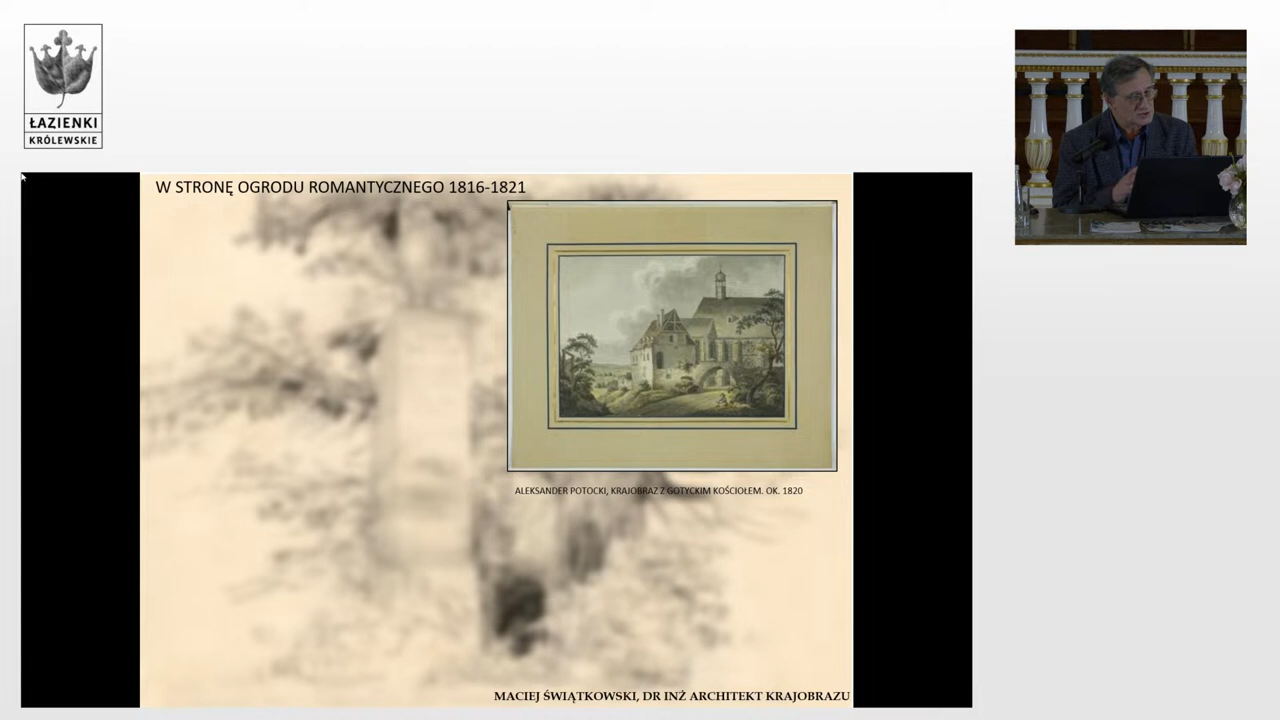 ŁAZIENKI
KRÓLEWSKIE
W STRONĘ OGRODU ROMANTYCZNEGO 1816-1821
ALEKSANDER POTOCKI, KRAJOBRAZ Z GOTYCKIM KOŚCIOŁEM. OK. 1820
MACIEJ ŚWIĄTKOWSKI, DR INŻ ARCHITEKT KRAJOBRAZU